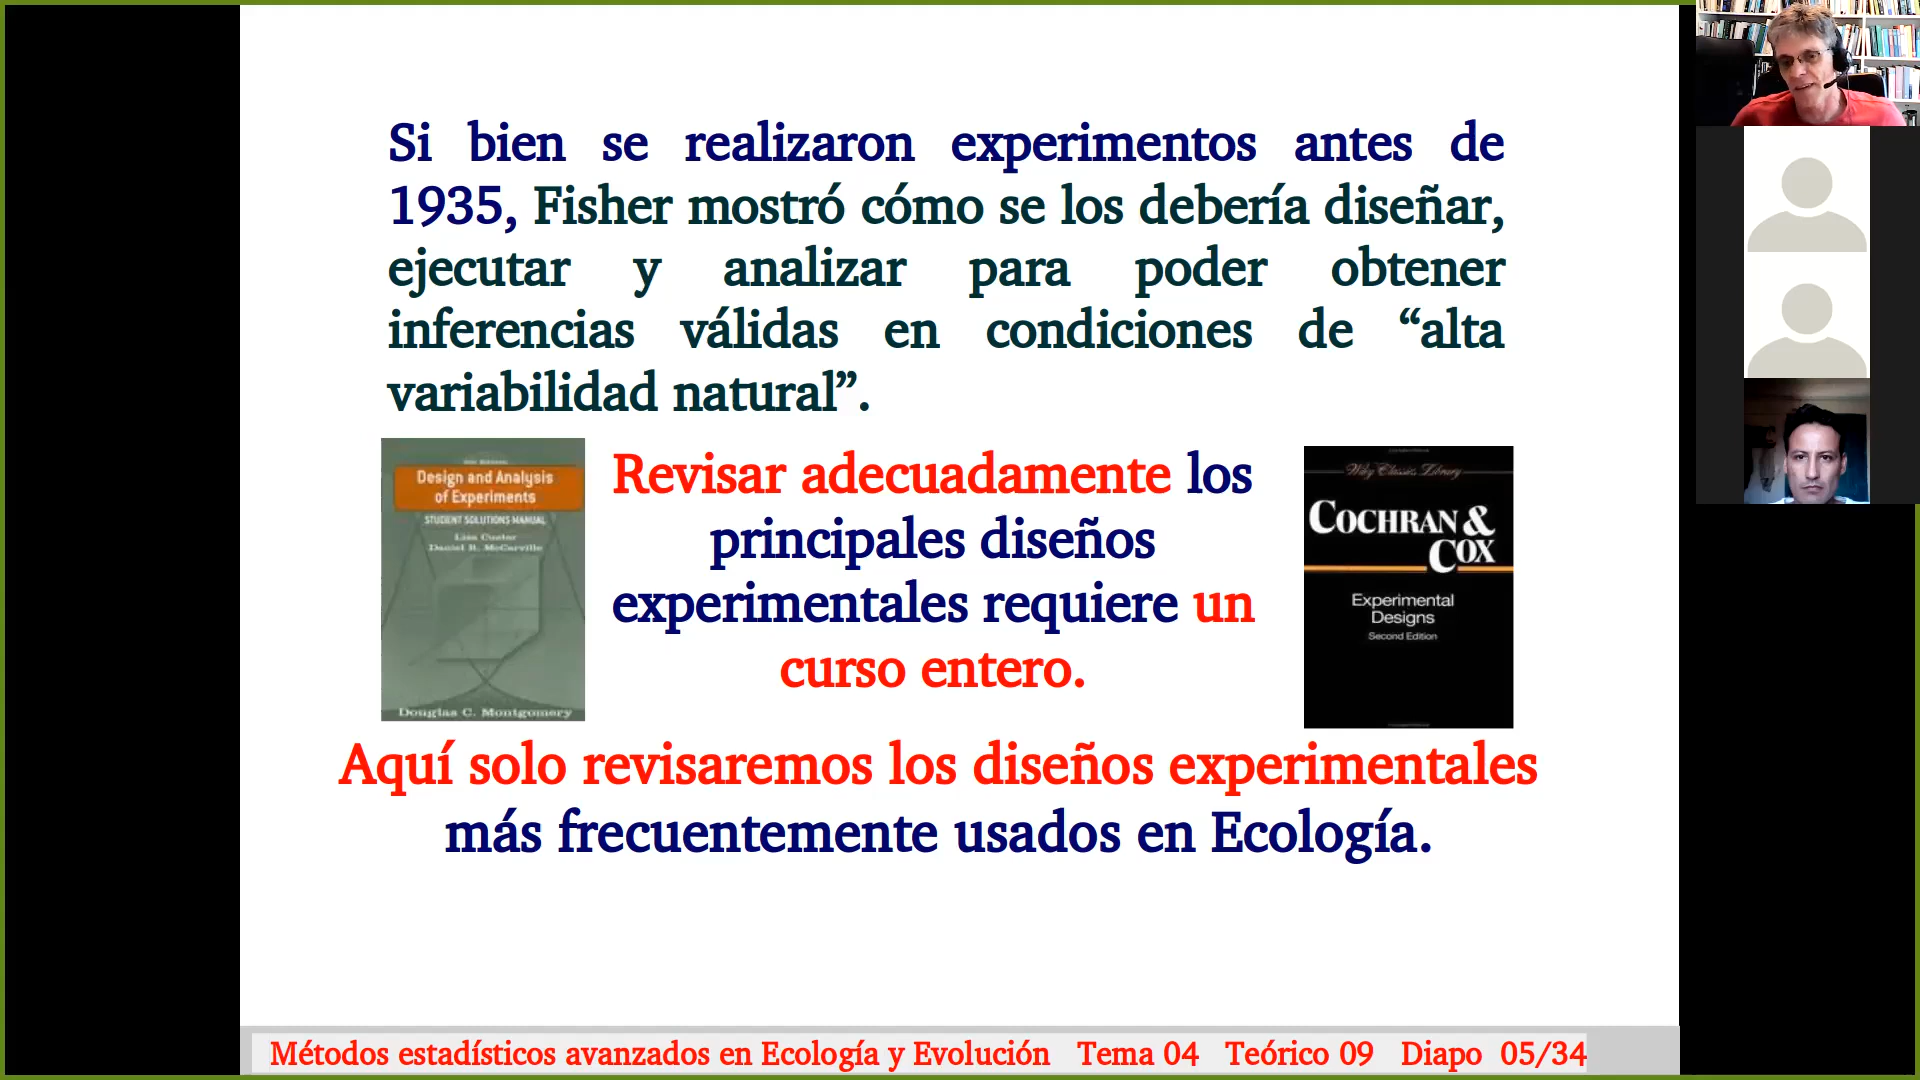 Si bien se realizaron experimentos antes de
1935, Fisher mostró cómo se los debería diseñar,
ejecutar y analizar para poder obtener
inferencias válidas en condiciones de “alta
variabilidad natural”.
Design and Analysis
of Experiments
STUDENT SOLUTIONS MANUAL
Lisa Custer
Daniel R. McCarville
Douglas C. Montgomery
Revisar adecuadamente los
principales diseños
experimentales requiere un
curso entero.
Wiley Classics Library
COCHRAN &
COX
Experimental
Designs
Second Edition
Aquí solo revisaremos los diseños experimentales
más frecuentemente usados en Ecología.
Métodos estadísticos avanzados en Ecología y Evolución Tema 04 Teórico 09 Diapo 05/34